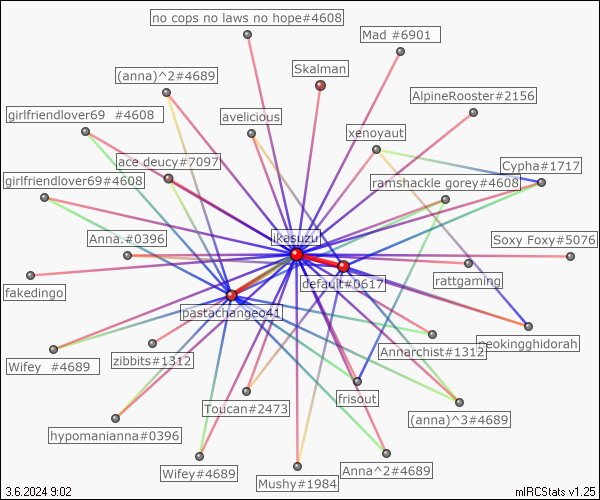 no cops no laws no hope#4608
Mad #6901
Skalman
(anna)^2#4689
AlpineRooster#2156
girlfriendlover69 #4608
avelicious
xenoyaut
ace deucy#7097
Cypha#1717
girlfriendlover69#4608
ramshackle gorey#4608
Anna.#0396
ikasuzu
Soxy Foxy#5076
fakedingo
default#0617
rattgaming
pastachangeo41
zibbits#1312
Annarchist#1312
neokingghidorah
Wifey #4689
Toucan#2473
frisout
(anna)^3#4689
hypomanianna#0396
Wifey#4689
Mushy#1984
Anna^2#4689
3.6.2024 9:02
mIRCStats v1.25